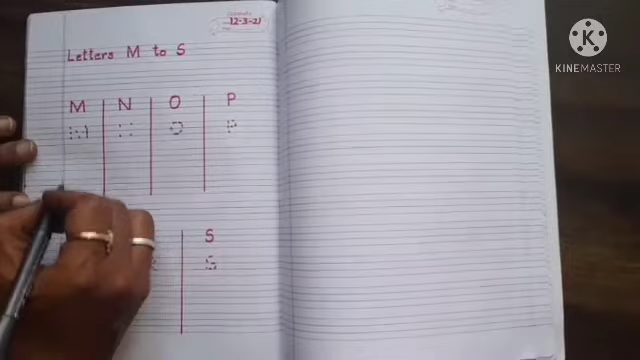 12-3-21
Letters M to S
M N O P
M N O P
S
S
K
KINEMASTER